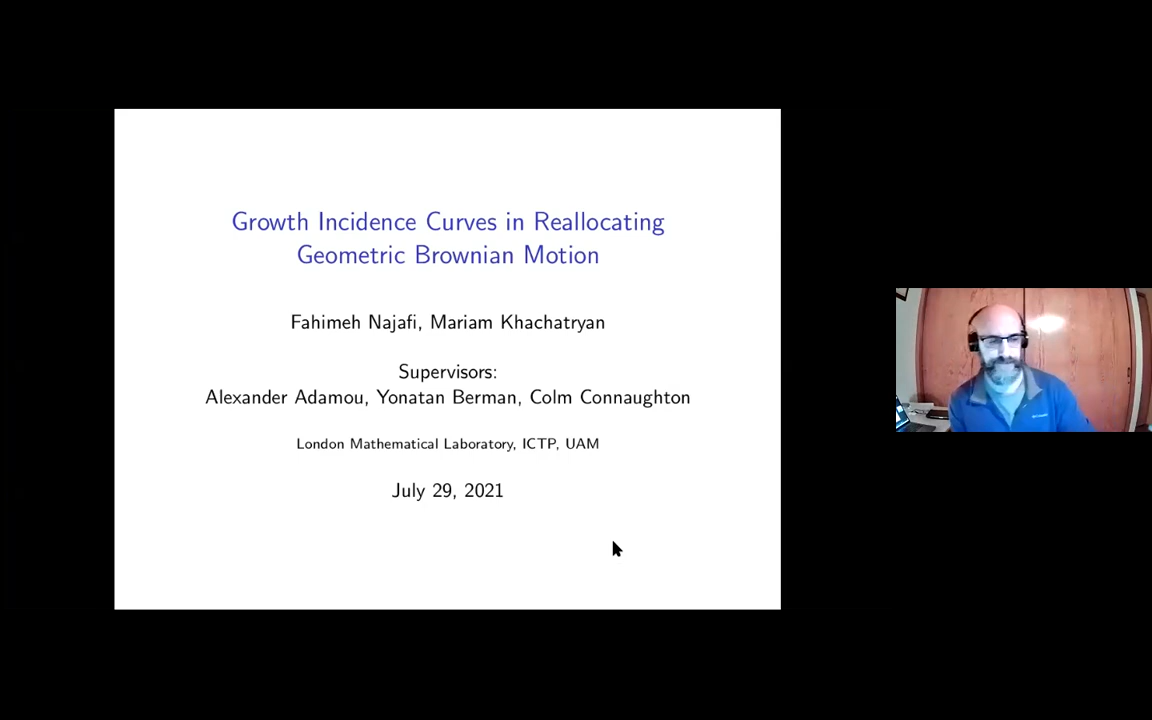 Growth Incidence Curves in Reallocating
Geometric Brownian Motion
Fahimeh Najafi, Mariam Khachatryan
Supervisors:
Alexander Adamou, Yonatan Berman, Colm Connaughton
London Mathematical Laboratory, ICTP, UAM
July 29, 2021